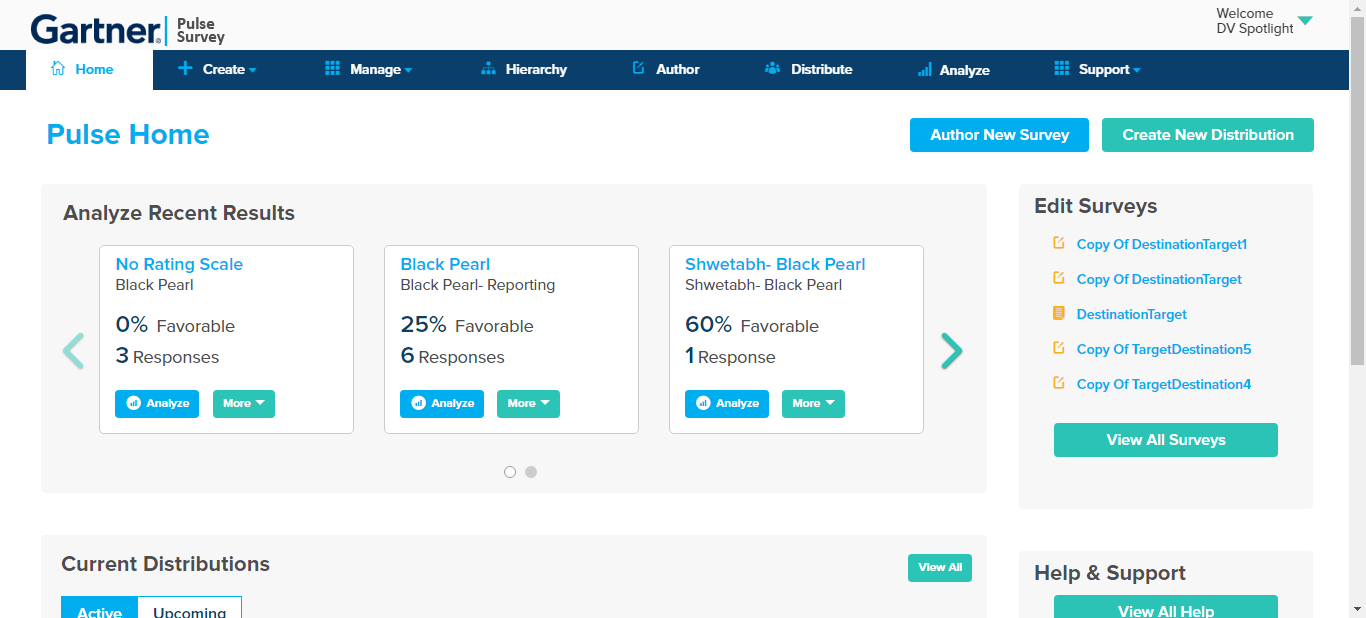 Gartner®
Pulse
Survey
Welcome
DV Spotlight
Home
Create
Manage
Hierarchy
Author
Distribute
Analyze
Support
Pulse Home
Author New Survey
Create New Distribution
Analyze Recent Results
No Rating Scale
Black Pearl
0% Favorable
3 Responses
Analyze
More
Black Pearl
Black Pearl- Reporting
25% Favorable
6 Responses
Analyze
More
Shwetabh- Black Pearl
Shwetabh- Black Pearl
60% Favorable
1 Response
Analyze
More
Edit Surveys
Copy Of DestinationTarget1
Copy Of DestinationTarget
DestinationTarget
Copy Of TargetDestination5
Copy Of TargetDestination4
View All Surveys
Current Distributions
View All
Active
Upcoming
Help & Support
View All Help